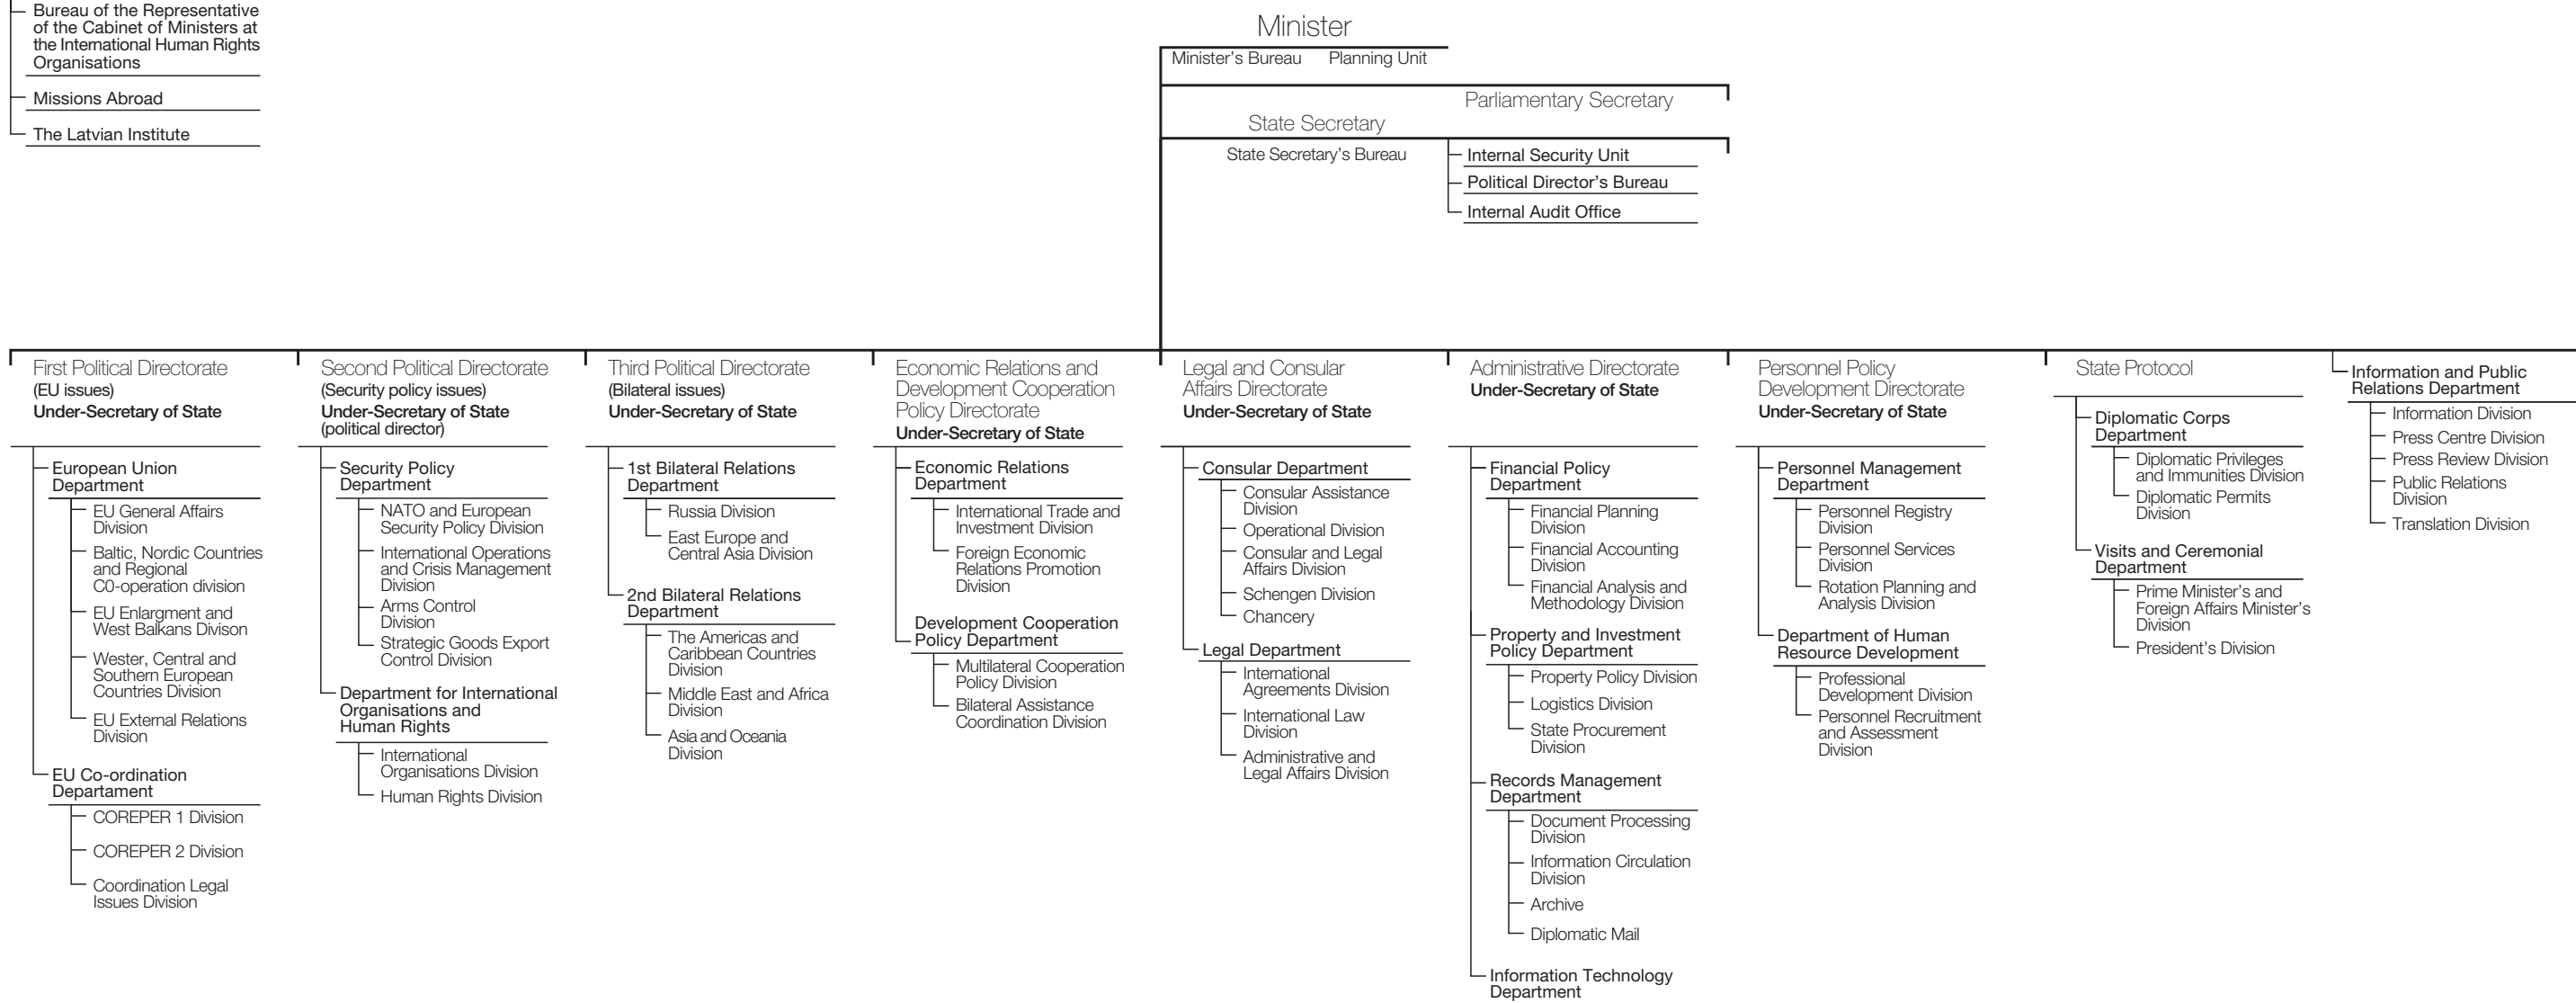 Bureau of the Representative
of the Cabinet of Ministers at
the International Human Rights
Organisations
Missions Abroad
The Latvian Institute
Minister
Minister's Bureau Planning Unit
Parliamentary Secretary
State Secretary
State Secretary's Bureau
Internal Security Unit
Political Director's Bureau
Internal Audit Office
First Political Directorate
(EU issues)
Under-Secretary of State
European Union
Department
EU General Affairs
Division
Baltic, Nordic Countries
and Regional
C0-operation division
EU Enlargment and
West Balkans Divison
Wester, Central and
Southern European
Countries Division
EU External Relations
Division
EU Co-ordination
Departament
COREPER 1 Division
COREPER 2 Division
Coordination Legal
Issues Division
Second Political Directorate
(Security policy issues)
Under-Secretary of State
(political director)
Security Policy
Department
NATO and European
Security Policy Division
International Operations
and Crisis Management
Division
Arms Control
Division
Strategic Goods Export
Control Division
Department for International
Organisations and
Human Rights
International
Organisations Division
Human Rights Division
Third Political Directorate
(Bilateral issues)
Under-Secretary of State
1st Bilateral Relations
Department
Russia Division
East Europe and
Central Asia Division
2nd Bilateral Relations
Department
The Americas and
Caribbean Countries
Division
Middle East and Africa
Division
Asia and Oceania
Division
Economic Relations and
Development Cooperation
Policy Directorate
Under-Secretary of State
Economic Relations
Department
International Trade and
Investment Division
Foreign Economic
Relations Promotion
Division
Development Cooperation
Policy Department
Multilateral Cooperation
Policy Division
Bilateral Assistance
Coordination Division
Legal and Consular
Affairs Directorate
Under-Secretary of State
Consular Department
Consular Assistance
Division
Operational Division
Consular and Legal
Affairs Division
Schengen Division
Chancery
Legal Department
International
Agreements Division
International Law
Division
Administrative and
Legal Affairs Division
Administrative Directorate
Under-Secretary of State
Financial Policy
Department
Financial Planning
Division
Financial Accounting
Division
Financial Analysis and
Methodology Division
Property and Investment
Policy Department
Property Policy Division
Logistics Division
State Procurement
Division
Records Management
Department
Document Processing
Division
Information Circulation
Division
Archive
Diplomatic Mail
Information Technology
Department
Personnel Policy
Development Directorate
Under-Secretary of State
Personnel Management
Department
Personnel Registry
Division
Personnel Services
Division
Rotation Planning and
Analysis Division
Department of Human
Resource Development
Professional
Development Division
Personnel Recruitment
and Assessment
Division
State Protocol
Diplomatic Corps
Department
Diplomatic Privileges
and Immunities Division
Diplomatic Permits
Division
Visits and Ceremonial
Department
Prime Minister's and
Foreign Affairs Minister's
Division
President's Division
Information and Public
Relations Department
Information Division
Press Centre Division
Press Review Division
Public Relations
Division
Translation Division